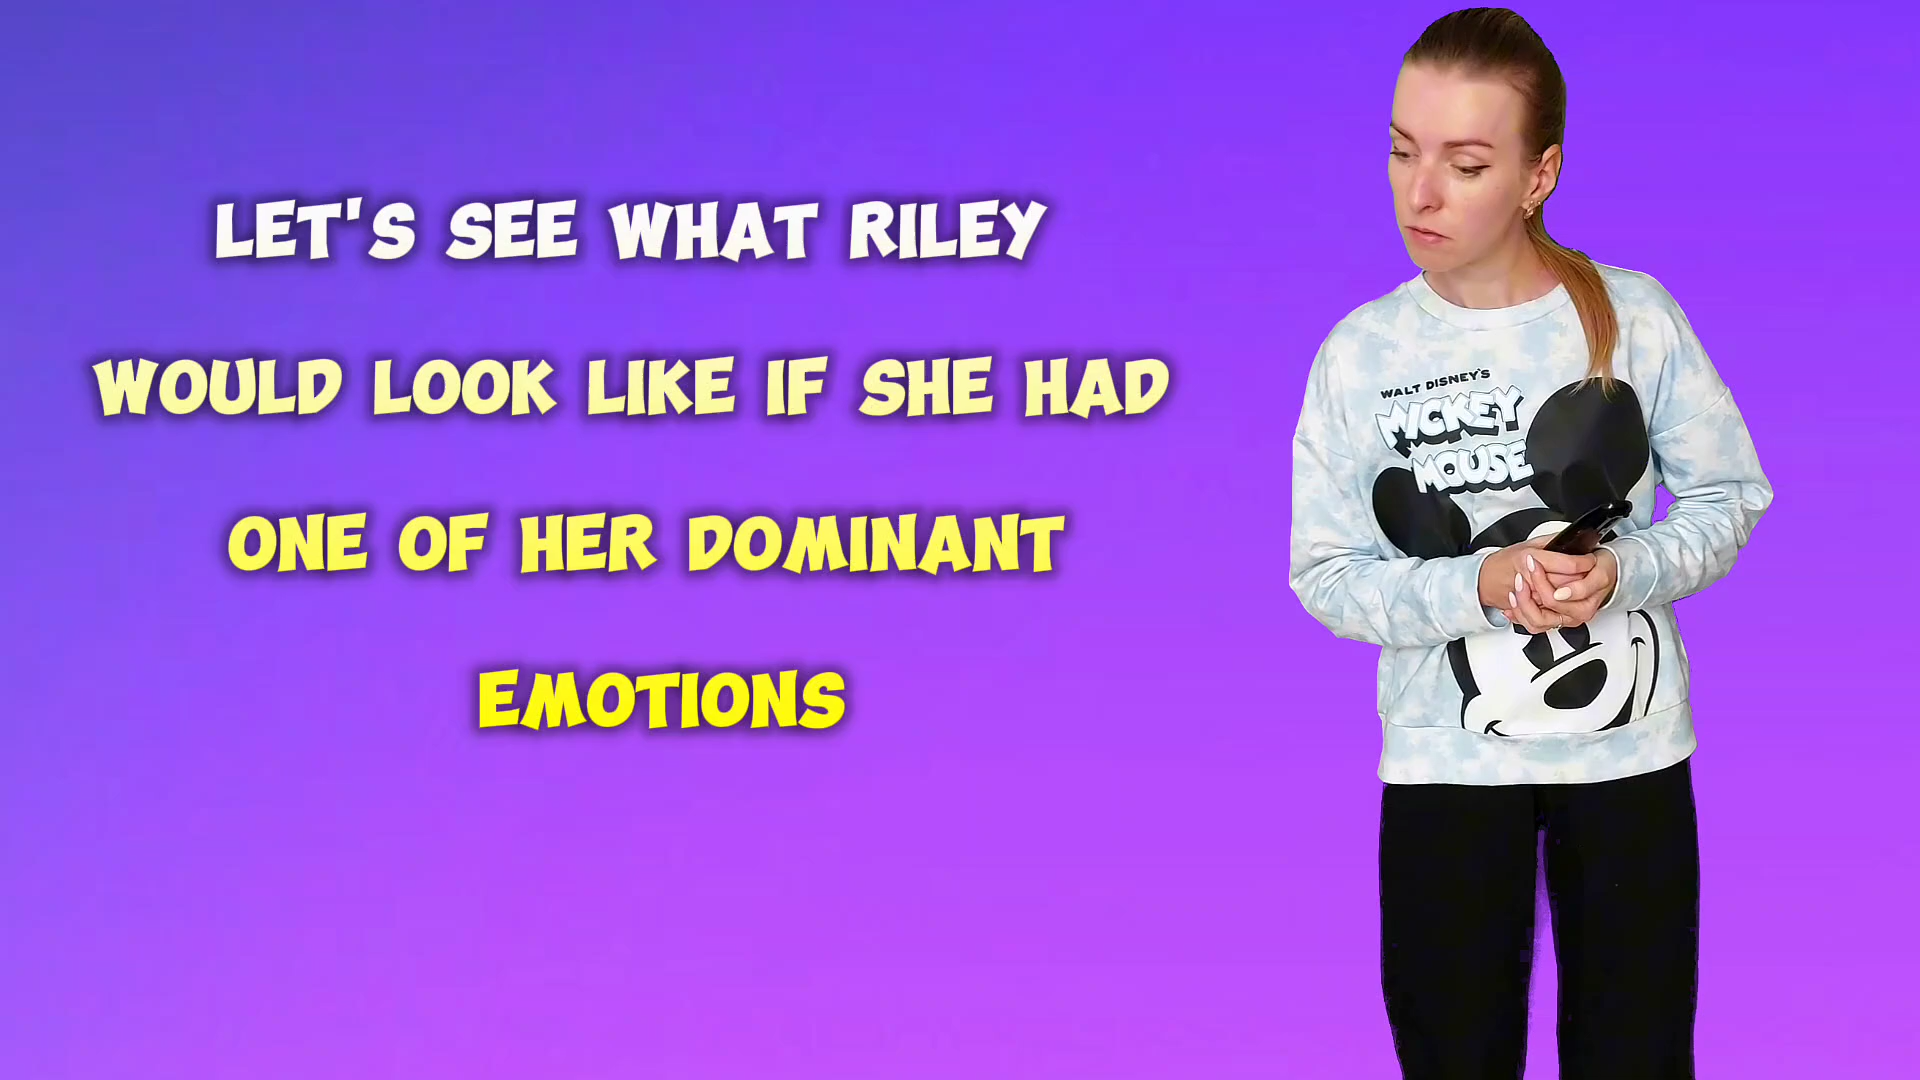 LET'S SEE WHAT RILEY
WOULD LOOK LIKE IF SHE HAD
ONE OF HER DOMINANT
EMOTIONS
WALT DISNEY'S
MICKEY
MOUSE